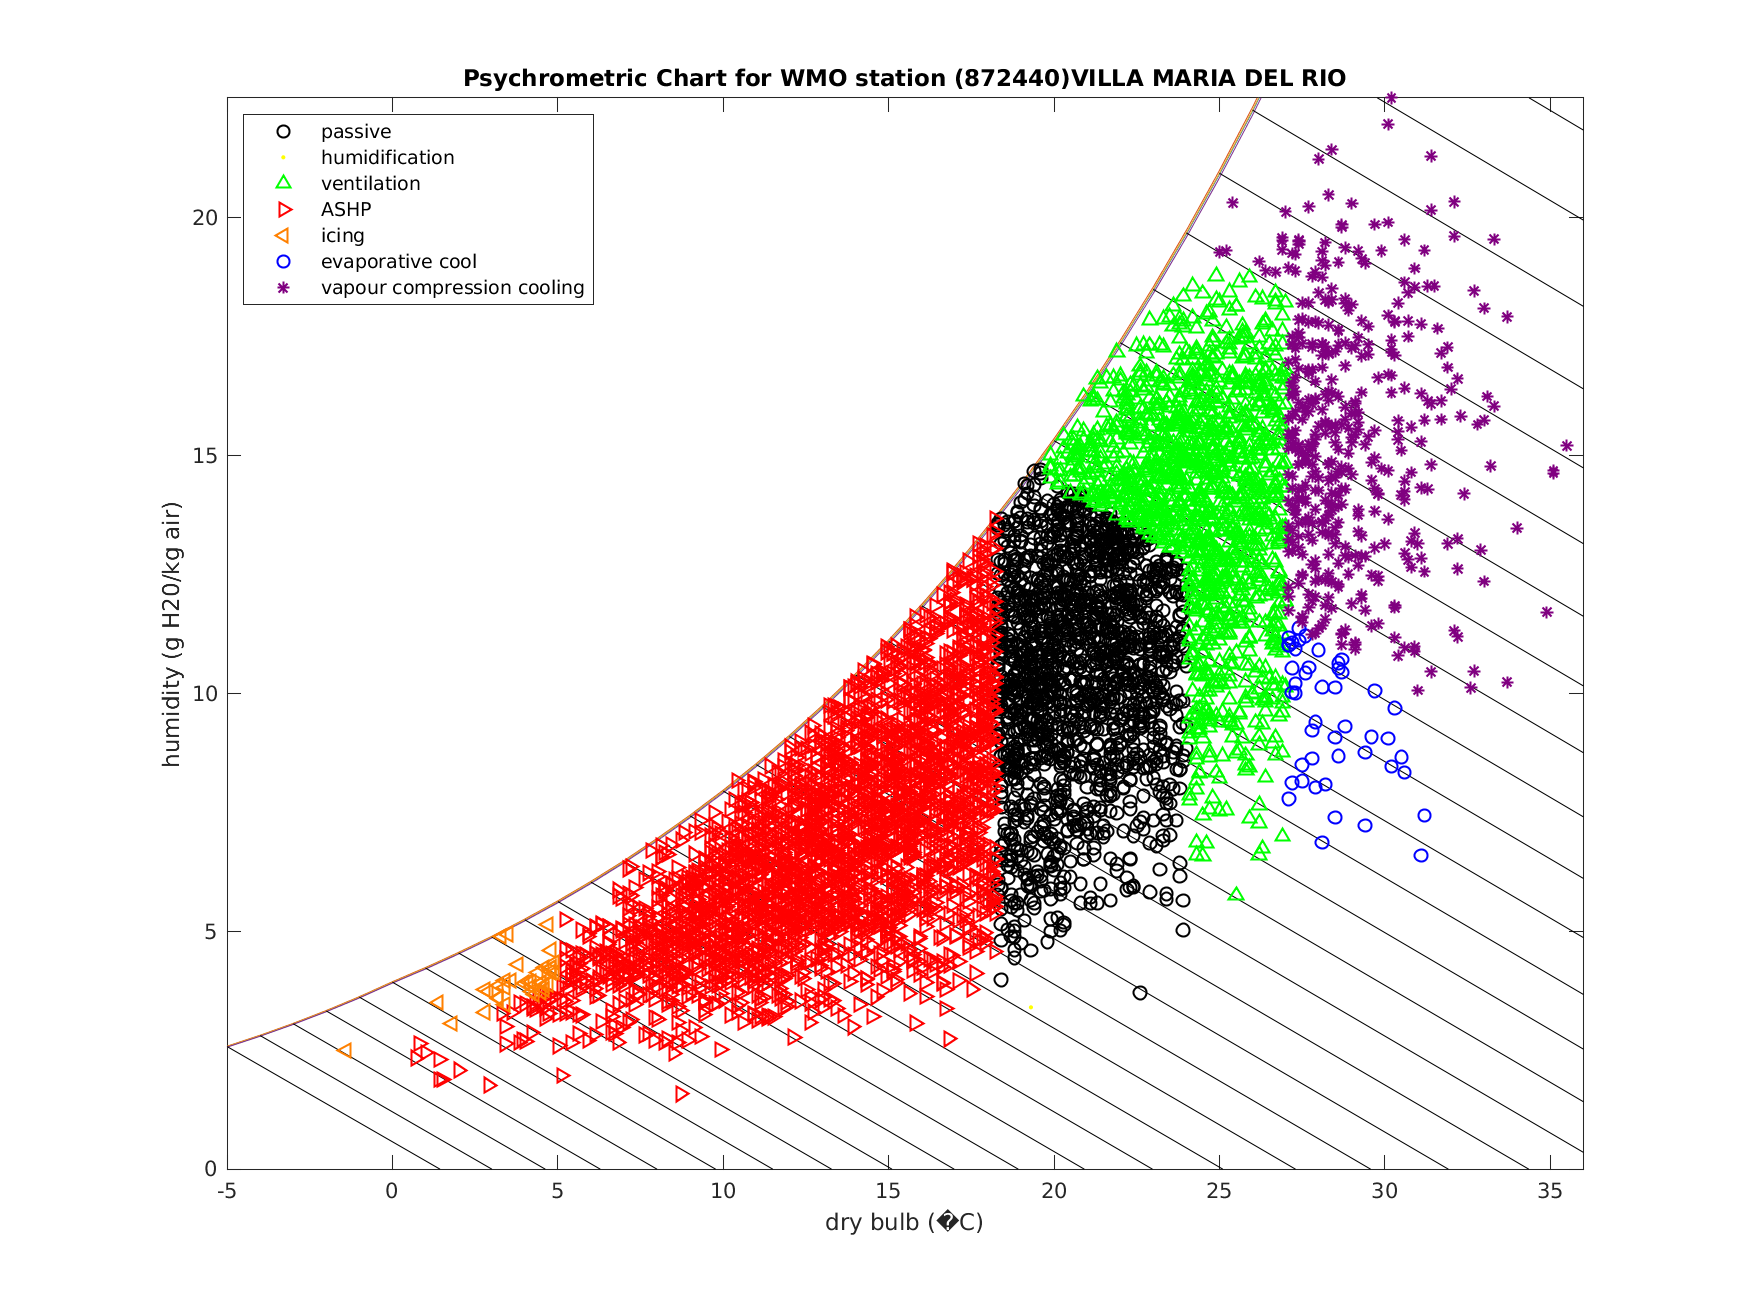 Psychrometric Chart for WMO station (872440)VILLA MARIA DEL RIO
passive
humidification
ventilation
ASHP
icing
evaporative cool
vapour compression cooling
humidity (g H20/kg air)
20
15
10
5
0
-5 0 5 10 15 20 25 30 35
dry bulb (�C)